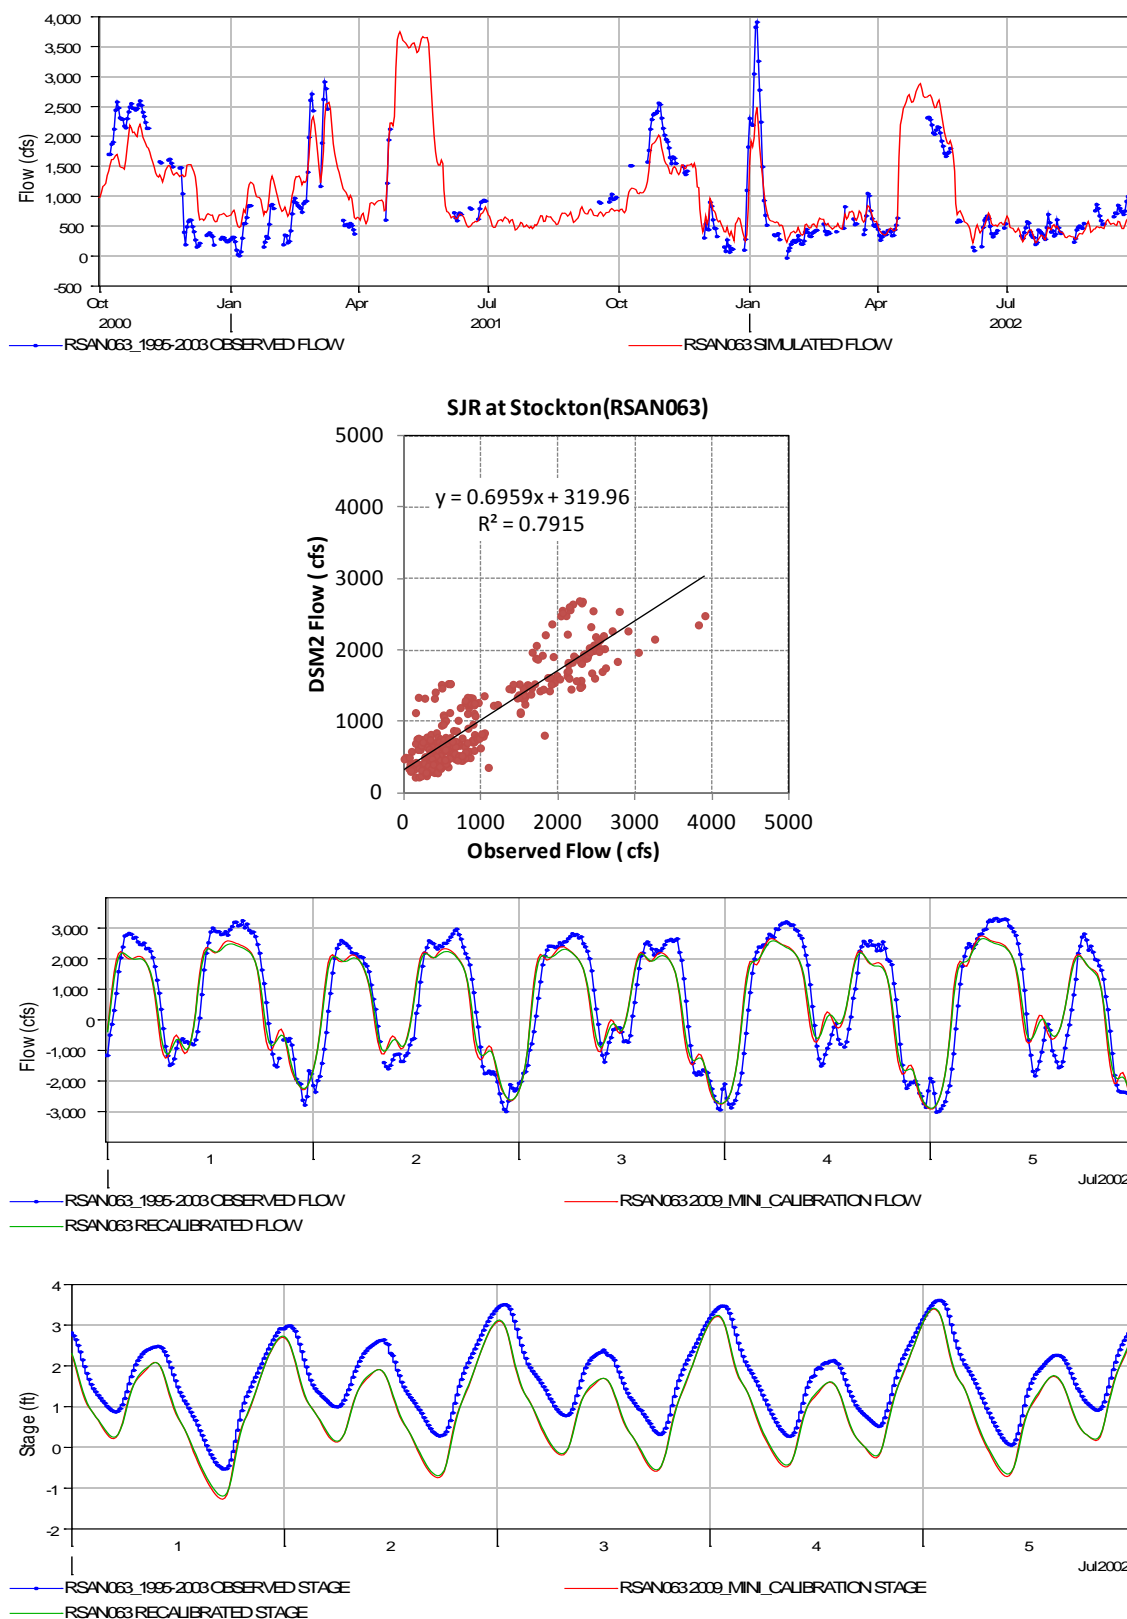 4,000
3,500
3,000
2,500
2,000
1,500
1,000
500
0
-500
Flow (cfs)
Oct Jan Apr Jul Oct Jan Apr Jul
2000 2001 2002
RSAN063_1995-2003 OBSERVED FLOW RSAN063 SIMULATED FLOW
SJR at Stockton(RSAN063)
5000
4000
3000
2000
1000
0
DSM2 Flow ( cfs)
y = 0.6959x + 319.96
R² = 0.7915
0 1000 2000 3000 4000 5000
Observed Flow ( cfs)
3,000
2,000
1,000
0
-1,000
-2,000
-3,000
Flow (cfs)
1 2 3 4 5
Jul2002
RSAN063_1995-2003 OBSERVED FLOW RSAN063 2009_MINI_CALIBRATION FLOW
RSAN063 RECALIBRATED FLOW
4
3
2
1
0
-1
-2
Stage (ft)
1 2 3 4 5
Jul2002
RSAN063_1995-2003 OBSERVED STAGE RSAN063 2009_MINI_CALIBRATION STAGE
RSAN063 RECALIBRATED STAGE